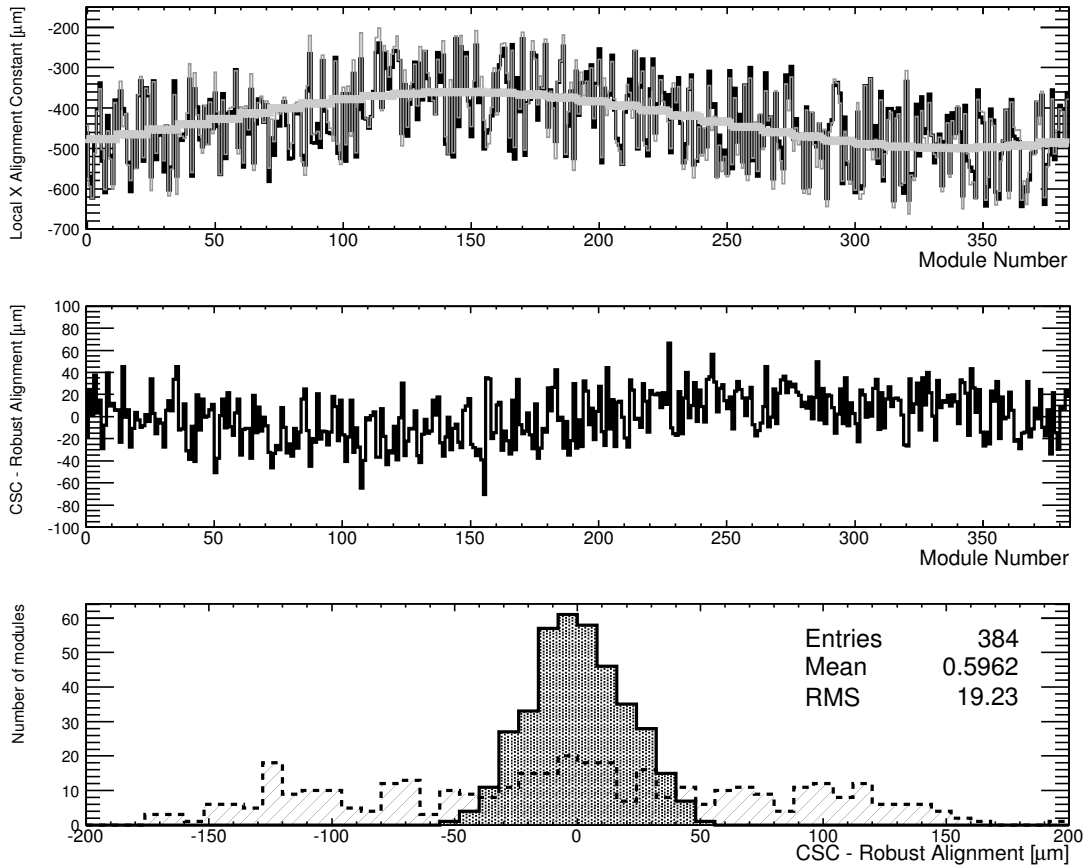 Local X Alignment Constant [μm]
-200
-300
-400
-500
-600
-700
0 50 100 150 200 250 300 350
Module Number
CSC - Robust Alignment [μm]
100
80
60
40
20
0
-20
-40
-60
-80
-100
0 50 100 150 200 250 300 350
Module Number
Number of modules
60
50
40
30
20
10
0
Entries 384
Mean 0.5962
RMS 19.23
-200 -150 -100 -50 0 50 100 150 200
CSC - Robust Alignment [μm]